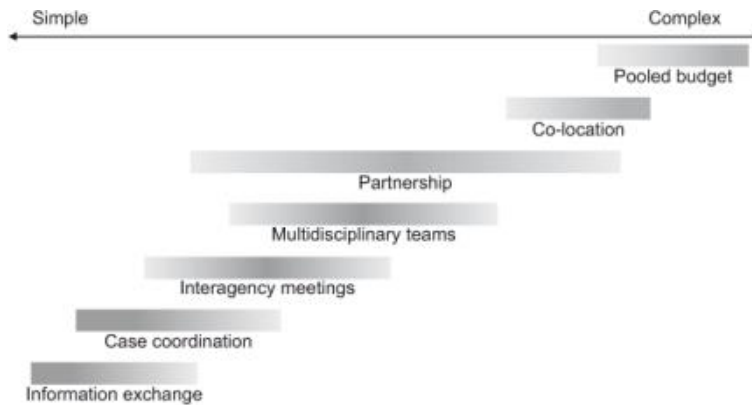 Simple
Complex
Pooled budget
Co-location
Partnership
Multidisciplinary teams
Interagency meetings
Case coordination
Information exchange